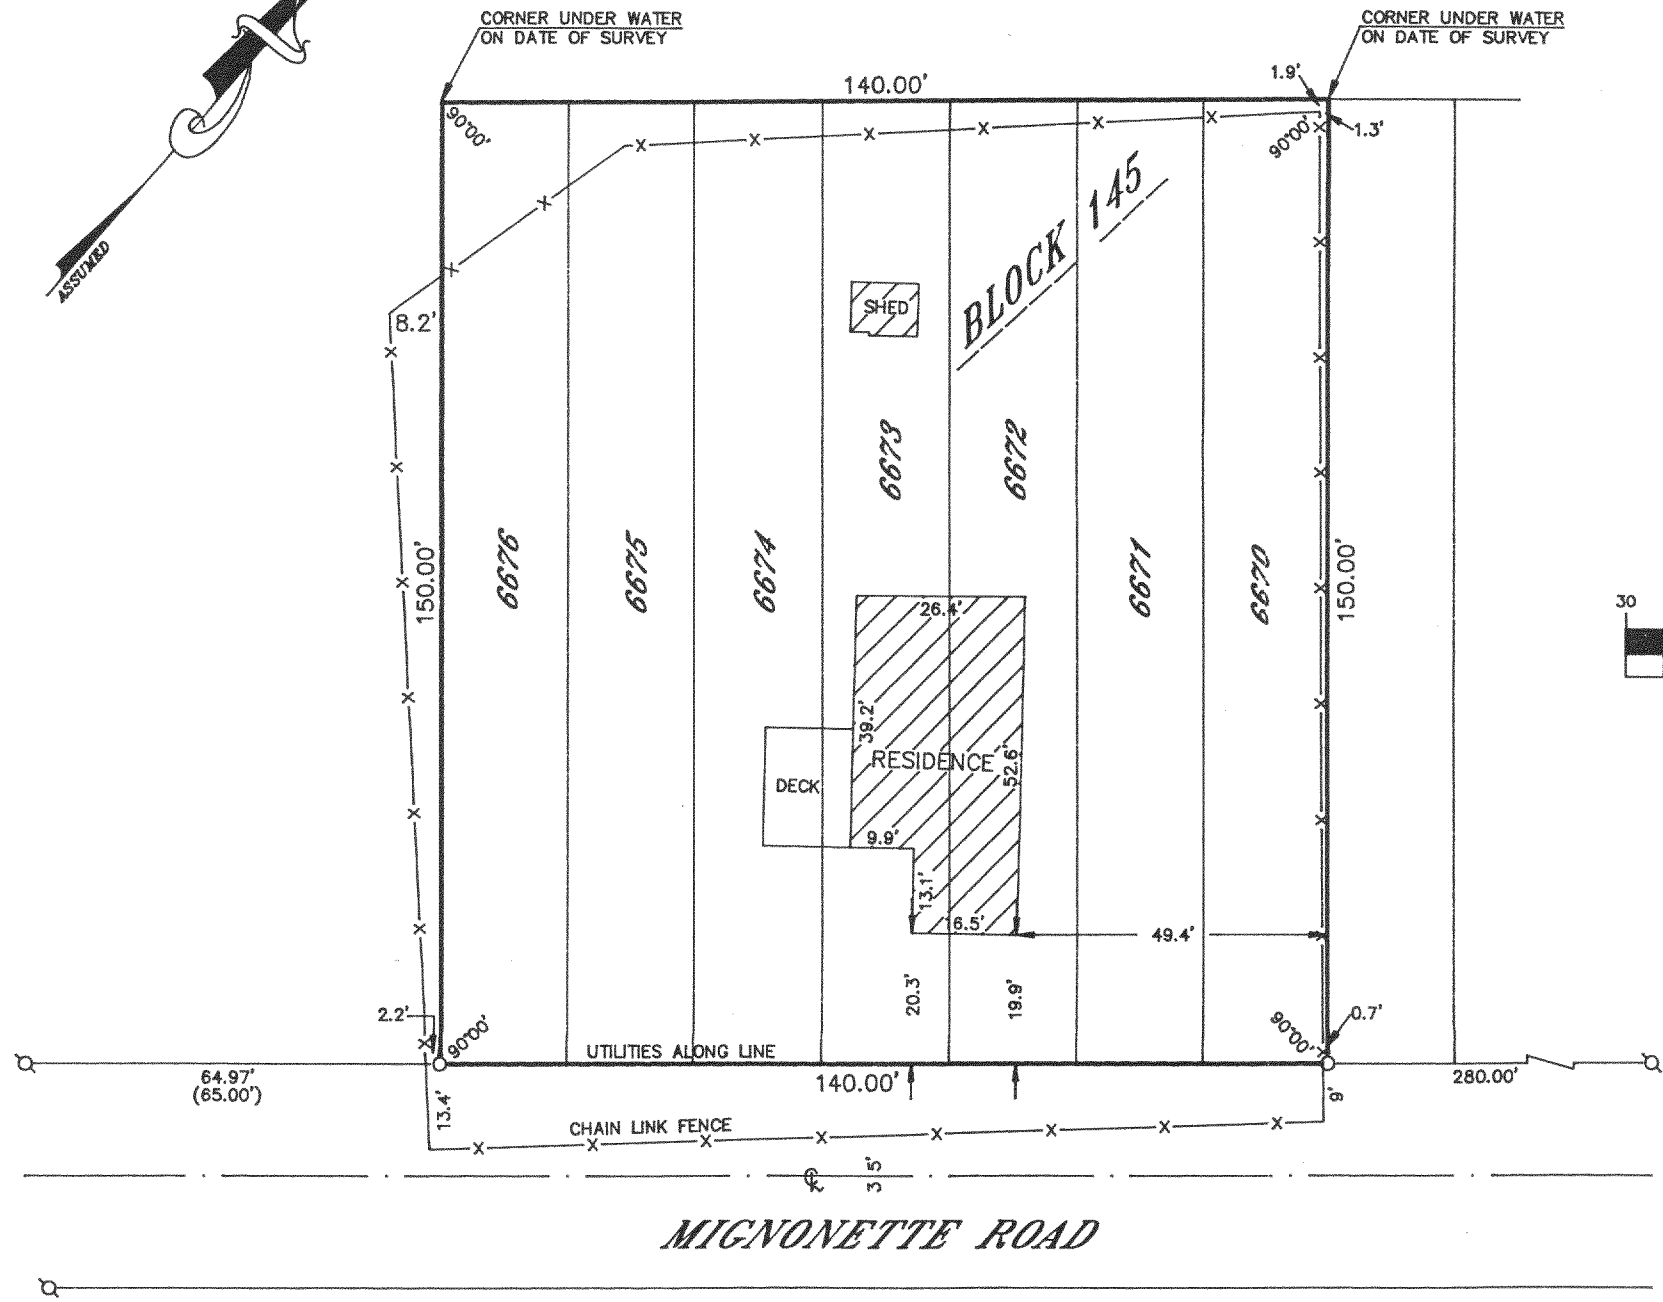 CORNER UNDER WATER
ON DATE OF SURVEY
CORNER UNDER WATER
ON DATE OF SURVEY
140.00'
1.9'
1.3'
90°00'
90°00'
ASSUMED
BLOCK 145
SHED
8.2'
6673
6672
6676
6675
6674
6671
6670
150.00'
150.00'
30
26.4'
39.2'
RESIDENCE
52.6'
DECK
9.9'
13.1'
6.5'
49.4'
20.3'
19.9'
2.2'
0.7'
90°00'
90°00'
UTILITIES ALONG LINE
64.97'
(65.00')
140.00'
280.00'
13.4'
9'
CHAIN LINK FENCE
MIGNONETTE ROAD